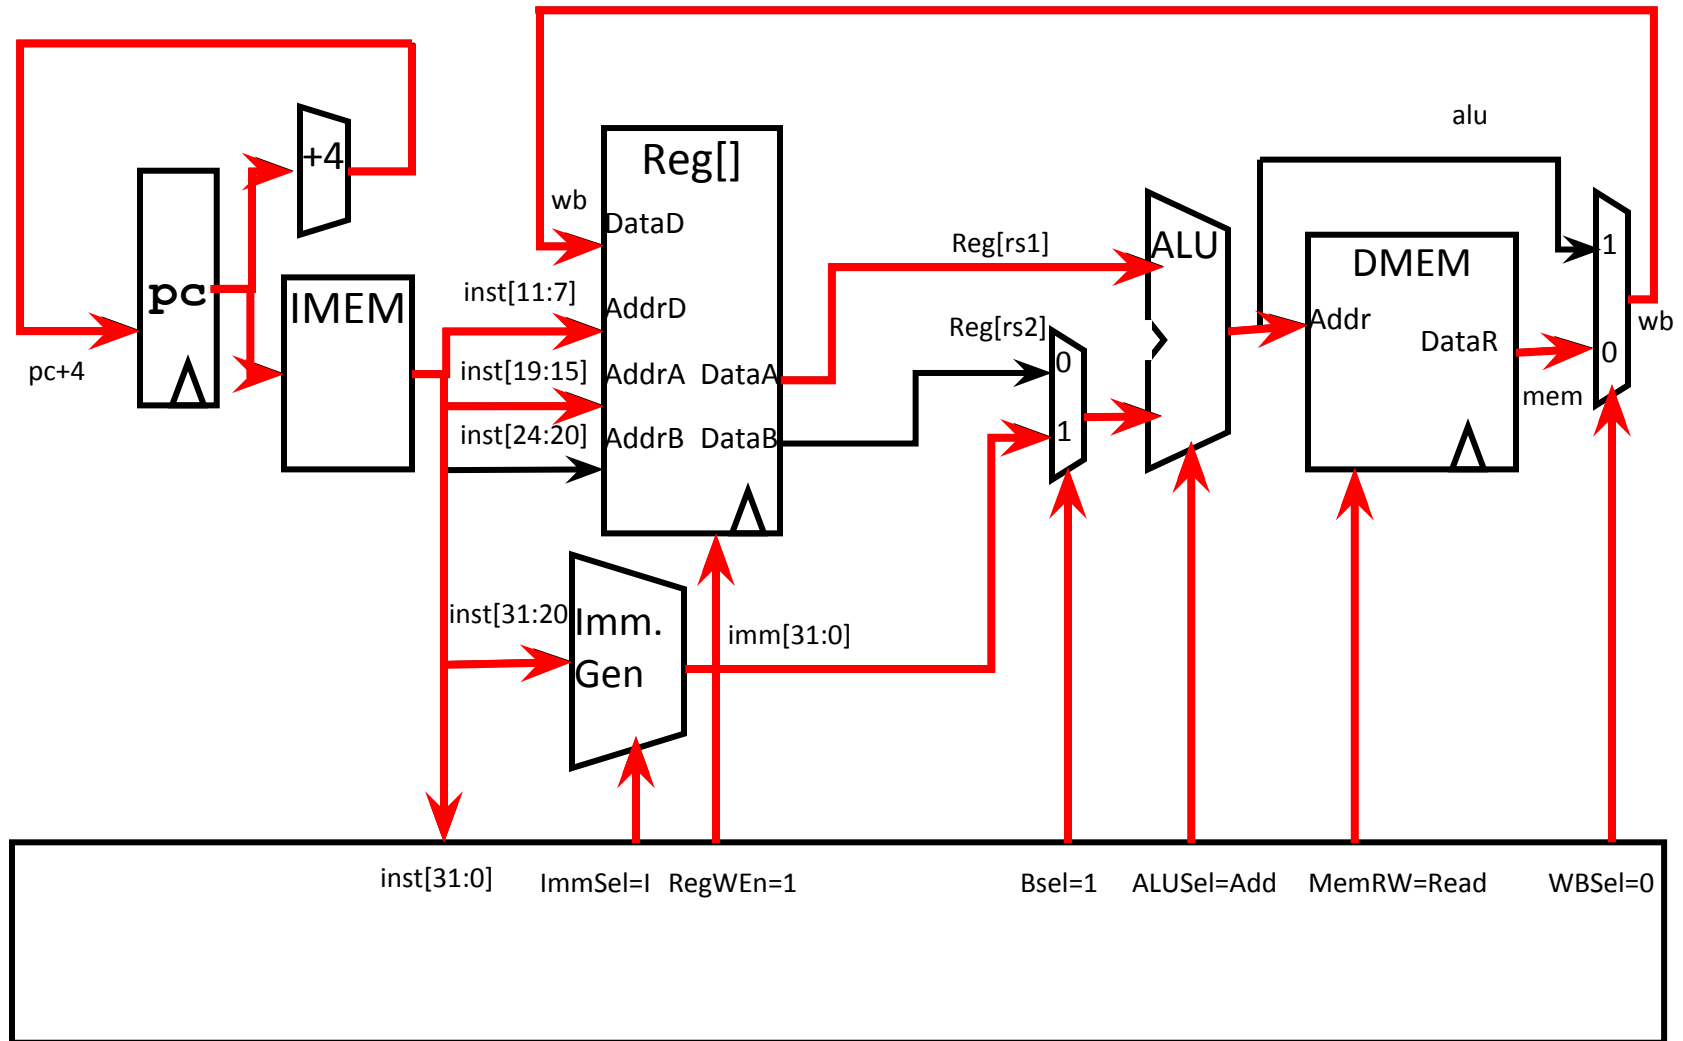 alu
+4
Reg[]
wb
DataD
Reg[rs1]
ALU
1
DMEM
pc
IMEM
inst[11:7]
AddrD
Reg[rs2]
Addr
wb
DataR
0
pc+4
inst[19:15]
AddrA DataA
0
mem
inst[24:20]
AddrB DataB
1
inst[31:20
Imm.
Gen
imm[31:0]
inst[31:0] ImmSel=I RegWEn=1 Bsel=1 ALUSel=Add MemRW=Read WBSel=0